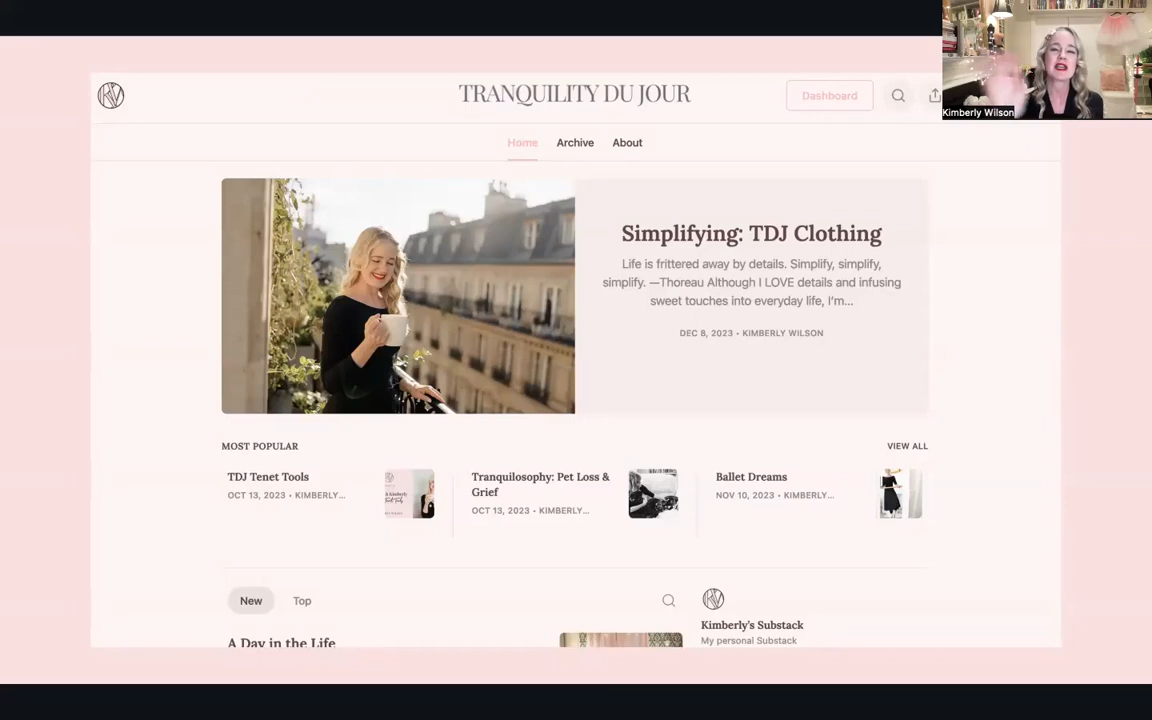 TRANQUILITY DU JOUR
Dashboard
Kimberly Wilson
Home
Archive
About
Simplifying: TDJ Clothing
Life is frittered away by details. Simplify, simplify,
simplify. —Thoreau Although I LOVE details and infusing
sweet touches into everyday life, I'm...
DEC 8, 2023 • KIMBERLY WILSON
MOST POPULAR
VIEW ALL
TDJ Tenet Tools
OCT 13, 2023 • KIMBERLY...
Tranquilosophy: Pet Loss &
Grief
OCT 13, 2023 • KIMBERLY...
Ballet Dreams
NOV 10, 2023 • KIMBERLY...
New
Top
A Day in the Life
Kimberly's Substack
My personal Substack